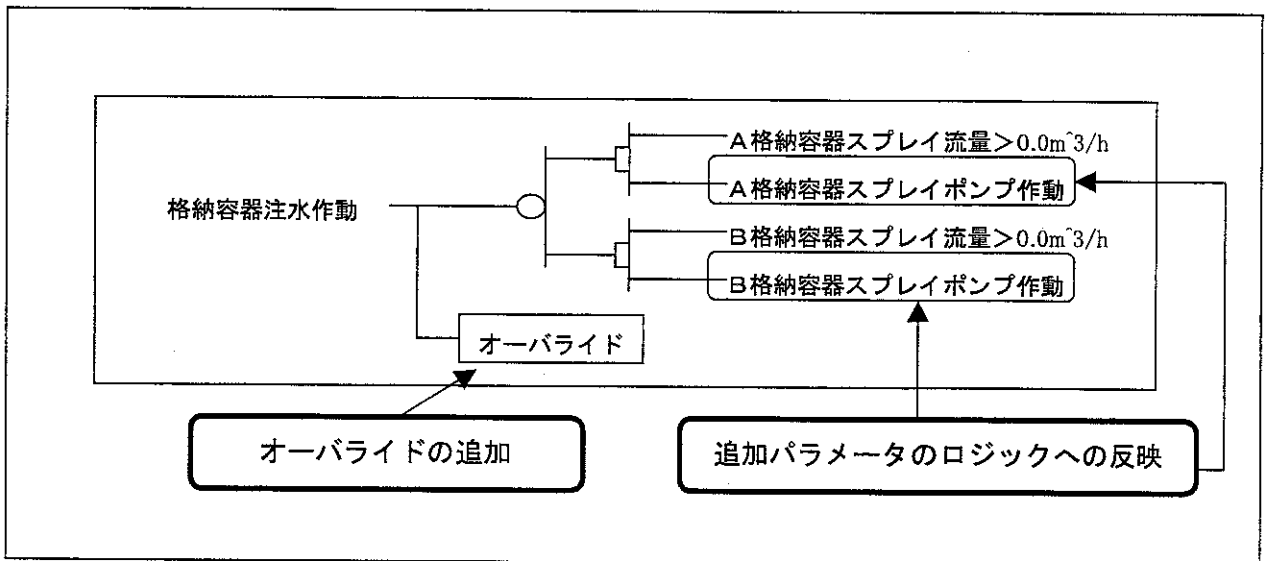 A格納容器スプレイ流量>0.0m^3/h
A格納容器スプレイポンプ作動
格納容器注水作動
B格納容器スプレイ流量>0.0m^3/h
B格納容器スプレイポンプ作動
オーバライド
オーバライドの追加
追加パラメータのロジックへの反映